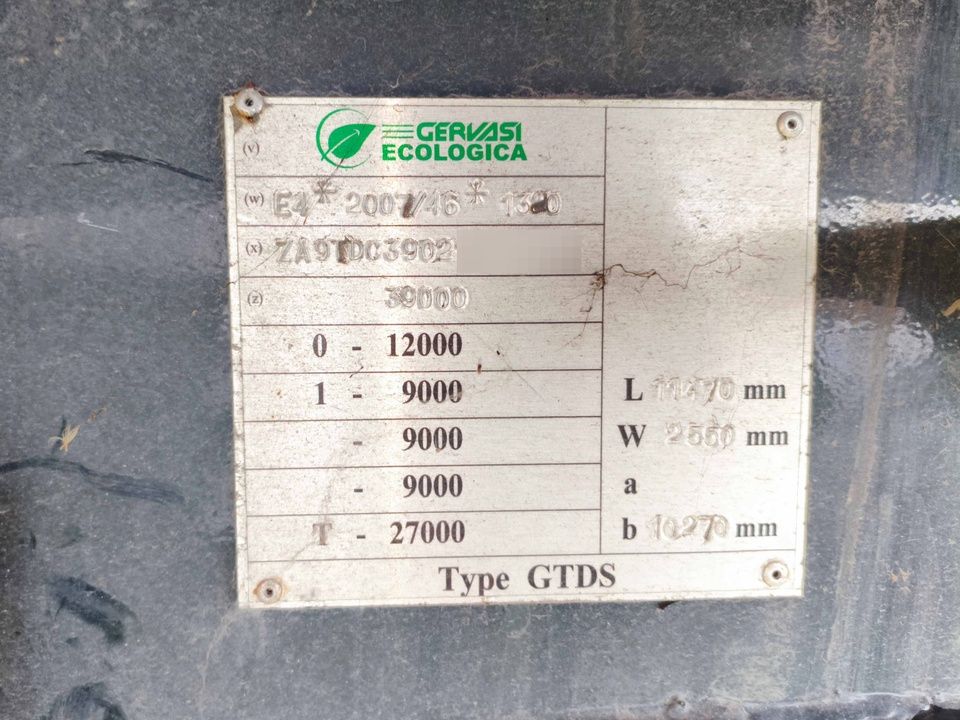 GERVASI
ECOLOGICA
(v)
(w) E4* 2007/46 * 1320
(x) ZA9TDC3902
(z) 39000
0 - 12000
1 - 9000
- 9000
- 9000
T - 27000
L 11470 mm
W 2550 mm
a
b 10270 mm
Type GTDS